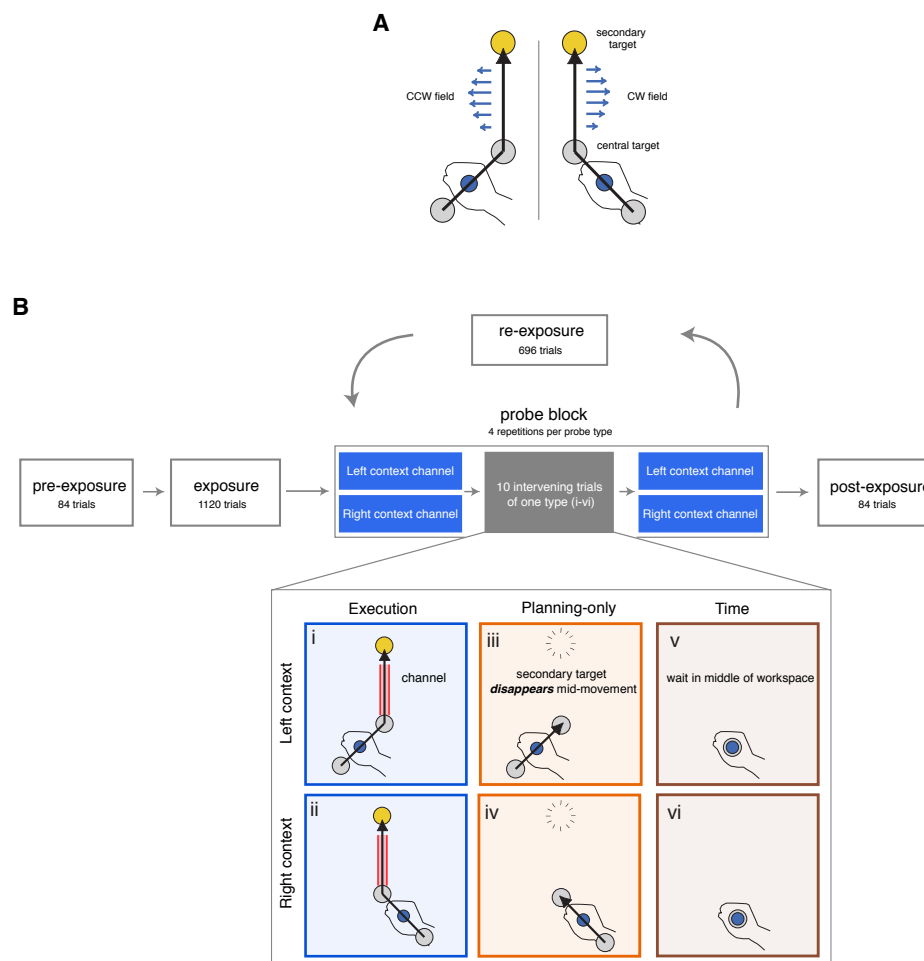 A
secondary
target
CCW field
CW field
central target
B
re-exposure
696 trials
probe block
4 repetitions per probe type
pre-exposure
84 trials
exposure
1120 trials
Left context channel
Right context channel
10 intervening trials
of one type (i-vi)
Left context channel
Right context channel
post-exposure
84 trials
Execution
Planning-only
Time
Left context
i
channel
iii
secondary target
disappears mid-movement
v
wait in middle of workspace
Right context
ii
iv
vi